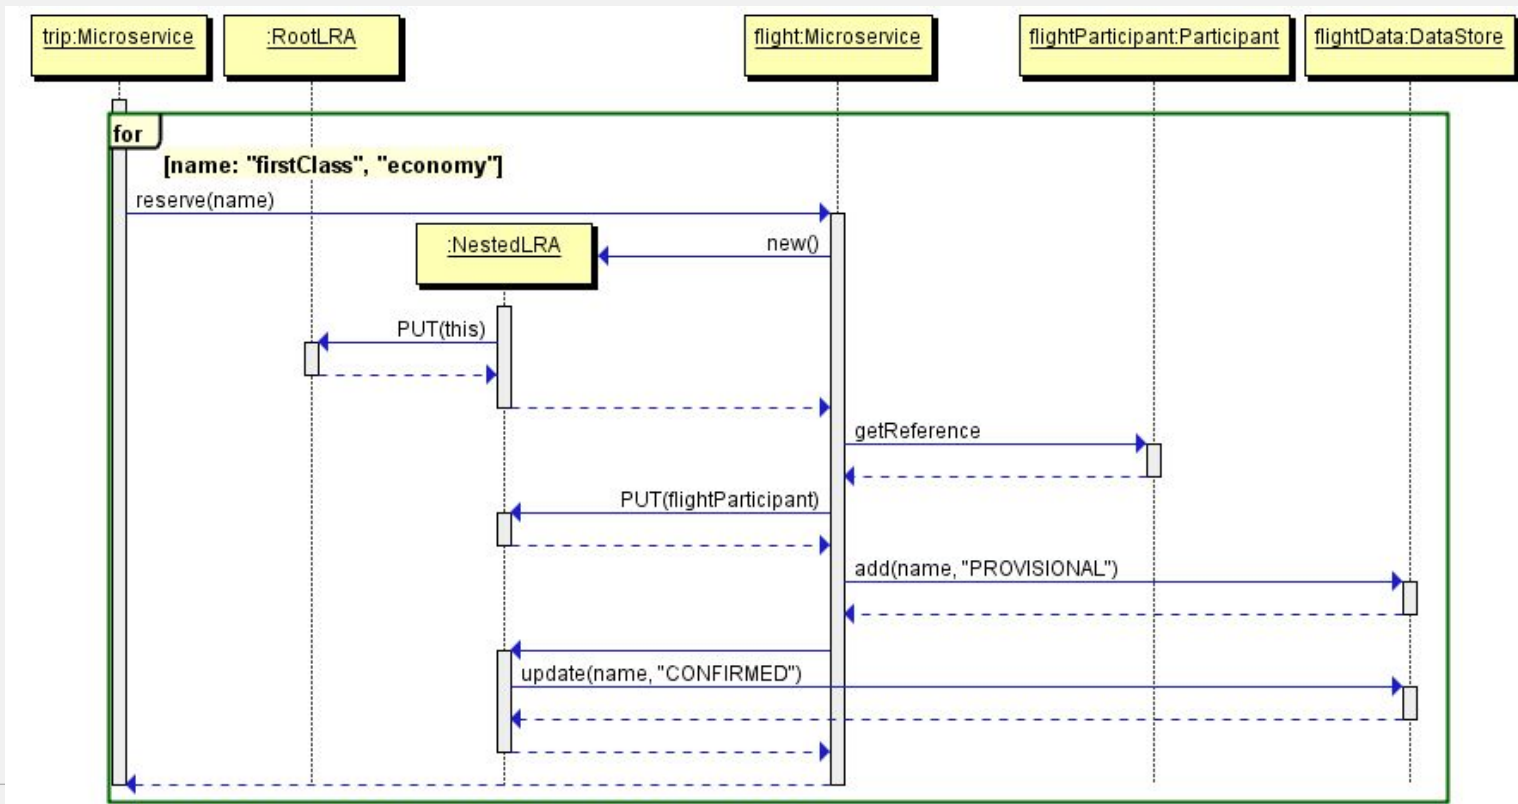 trip:Microservice
:RootLRA
flight:Microservice
flightParticipant:Participant
flightData:DataStore
for
[name: "firstClass", "economy"]
reserve(name)
:NestedLRA
new()
PUT(this)
getReference
PUT(flightParticipant)
add(name, "PROVISIONAL")
update(name, "CONFIRMED")